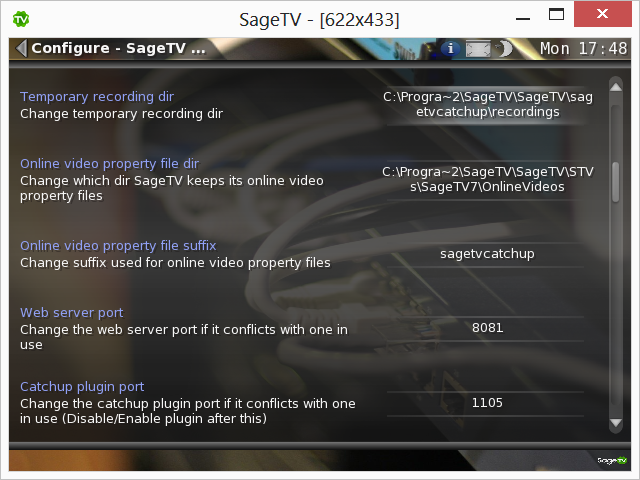 SageTV - [622x433]
Configure - SageTV ...
Mon 17:48
Temporary recording dir
Change temporary recording dir
C:\Progra~2\SageTV\SageTV\sag
etvcatchup\recordings
Online video property file dir
Change which dir SageTV keeps its online video
property files
C:\Progra~2\SageTV\SageTV\STV
s\SageTV7\OnlineVideos
Online video property file suffix
Change suffix used for online video property files
sagetvcatchup
Web server port
Change the web server port if it conflicts with one in
use
8081
Catchup plugin port
Change the catchup plugin port if it conflicts with one
in use (Disable/Enable plugin after this)
1105
SageTV